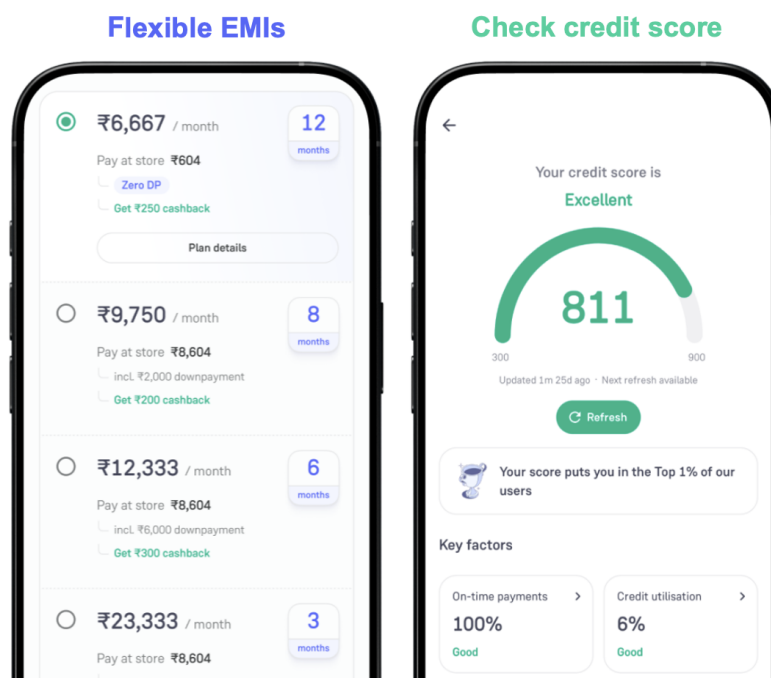 Flexible EMIs
₹6,667 / month
12
months
Pay at store ₹604
Zero DP
Get ₹250 cashback
Plan details
₹9,750 / month
8
months
Pay at store ₹8,604
incl. ₹2,000 downpayment
Get ₹200 cashback
₹12,333 / month
6
months
Pay at store ₹8,604
incl. ₹6,000 downpayment
Get ₹300 cashback
₹23,333 / month
3
months
Pay at store ₹8,604
Check credit score
Your credit score is
Excellent
811
300
900
Updated 1m 25d ago · Next refresh available
Refresh
Your score puts you in the Top 1% of our
users
Key factors
On-time payments
100%
Good
Credit utilisation
6%
Good